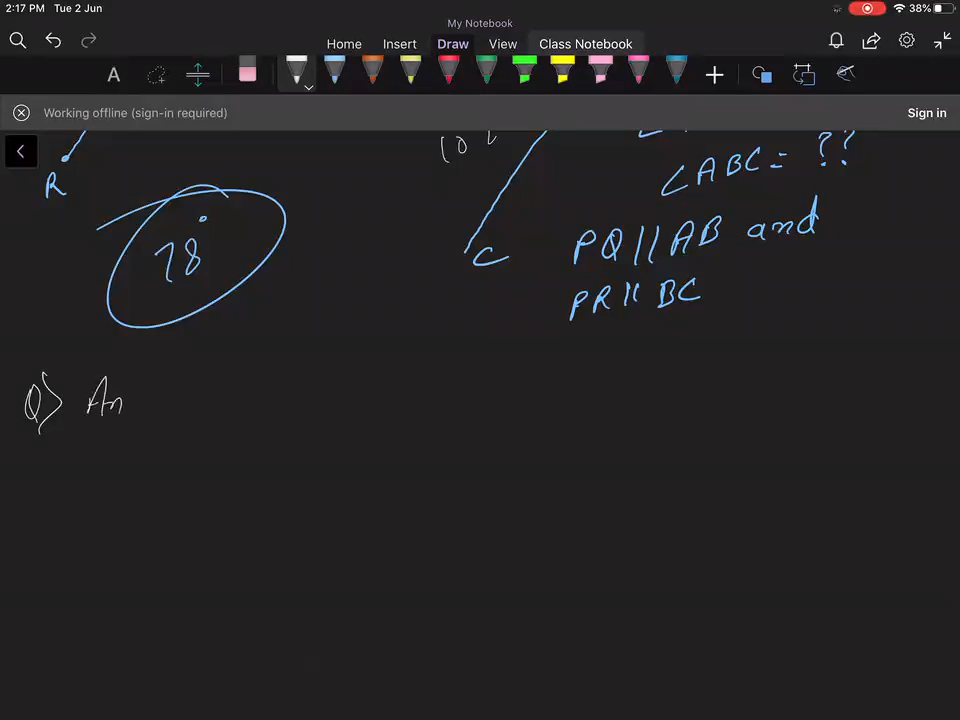 2:17 PM Tue 2 Jun
38%
My Notebook
Home Insert Draw View Class Notebook
A
Working offline (sign-in required) Sign in
R
∠ABC = ??
78°
C
PQ || AB and
PR || BC
Q> An